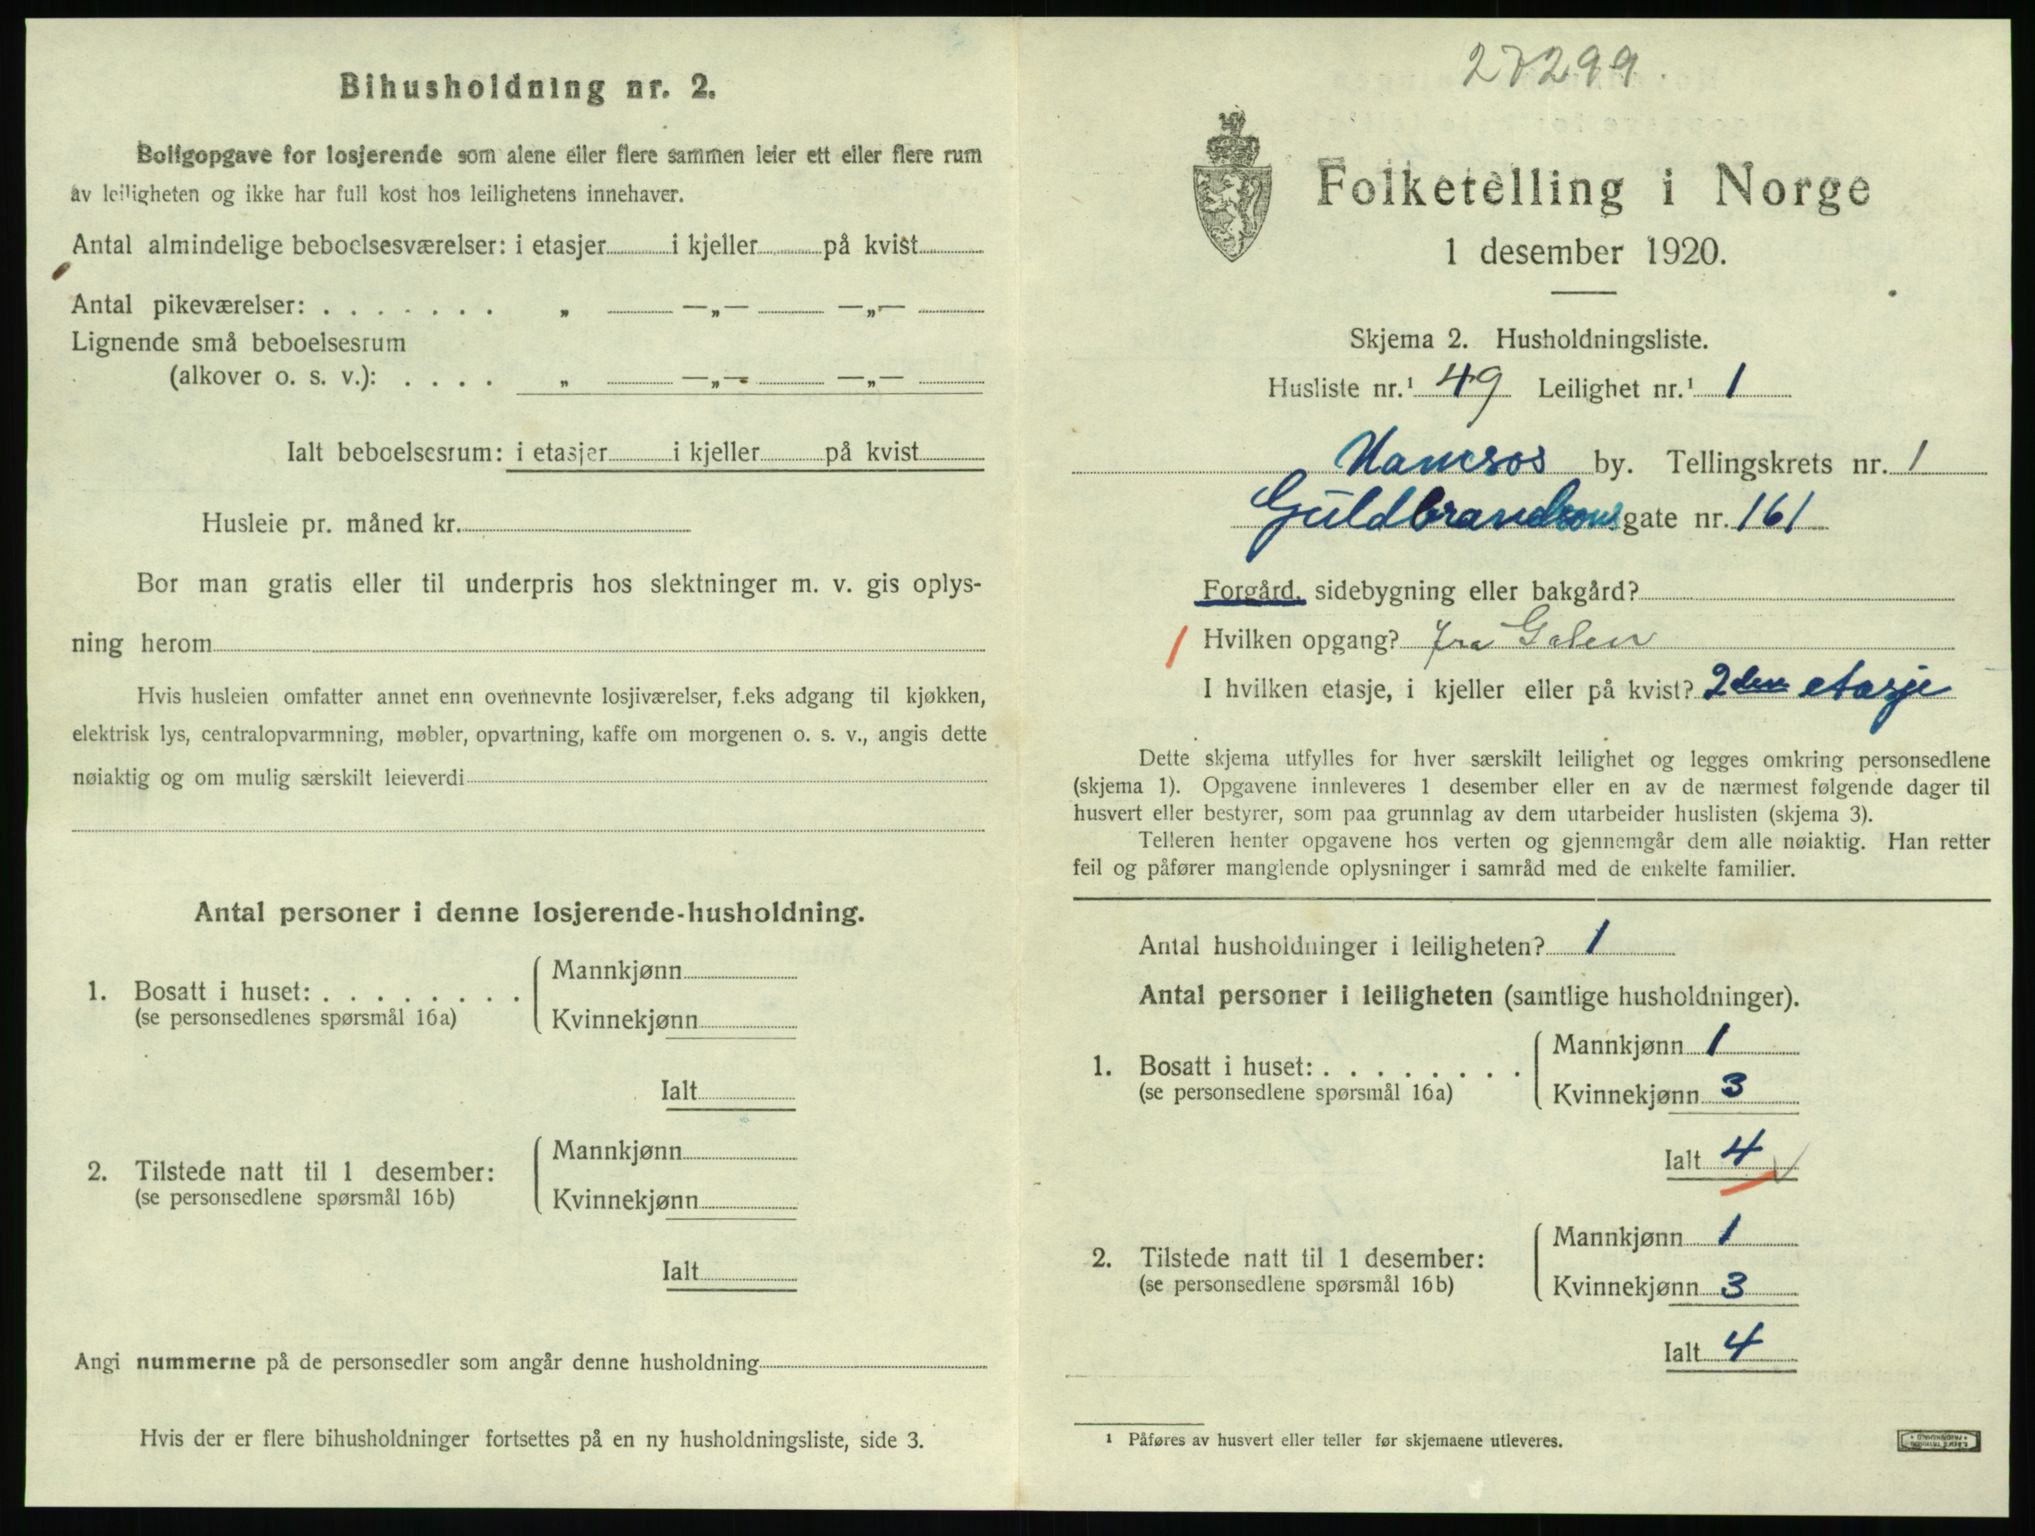 Bihusholdning nr. 2.
Boligopgave for losjerende som alene eller flere sammen leier ett eller flere rum
av leiligheten og ikke har full kost hos leilighetens innehaver.
Antal almindelige beboelsesværelser: i etasjer i kjeller på kvist
Antal pikeværelser: . . . . . . . „ —„— —„—
Lignende små beboelsesrum
(alkover o. s. v.): . . . . „ —„— —„—
Ialt beboelsesrum: i etasjer i kjeller på kvist
Husleie pr. måned kr.
Bor man gratis eller til underpris hos slektninger m. v. gis oplys-
ning herom
Hvis husleien omfatter annet enn ovennevnte losjiværelser, f.eks adgang til kjøkken,
elektrisk lys, centralopvarmning, møbler, opvartning, kaffe om morgenen o. s. v., angis dette
nøiaktig og om mulig særskilt leieverdi
Antal personer i denne losjerende-husholdning.
1. Bosatt i huset: . . . . . . . . Mannkjønn
(se personsedlenes spørsmål 16a) Kvinnekjønn
Ialt
2. Tilstede natt til 1 desember: Mannkjønn
(se personsedlene spørsmål 16b) Kvinnekjønn
Ialt
Angi nummerne på de personsedler som angår denne husholdning
Hvis der er flere bihusholdninger fortsettes på en ny husholdningsliste, side 3.
27299.
Folketelling i Norge
1 desember 1920.
Skjema 2. Husholdningsliste.
Husliste nr.¹ 49 Leilighet nr.¹ 1
Namsos by. Tellingskrets nr. 1
Guldbrandsons gate nr. 161
Forgård, sidebygning eller bakgård?
1 Hvilken opgang? fra Gaten
I hvilken etasje, i kjeller eller på kvist? 2den etasje
Dette skjema utfylles for hver særskilt leilighet og legges omkring personsedlene
(skjema 1). Opgavene innleveres 1 desember eller en av de nærmest følgende dager til
husvert eller bestyrer, som paa grunnlag av dem utarbeider huslisten (skjema 3).
Telleren henter opgavene hos verten og gjennemgår dem alle nøiaktig. Han retter
feil og påfører manglende oplysninger i samråd med de enkelte familier.
Antal husholdninger i leiligheten? 1
Antal personer i leiligheten (samtlige husholdninger).
1. Bosatt i huset: . . . . . . . . Mannkjønn 1
(se personsedlene spørsmål 16a) Kvinnekjønn 3
Ialt 4
2. Tilstede natt til 1 desember: Mannkjønn 1
(se personsedlene spørsmål 16b) Kvinnekjønn 3
Ialt 4
¹ Påføres av husvert eller teller før skjemaene utleveres.